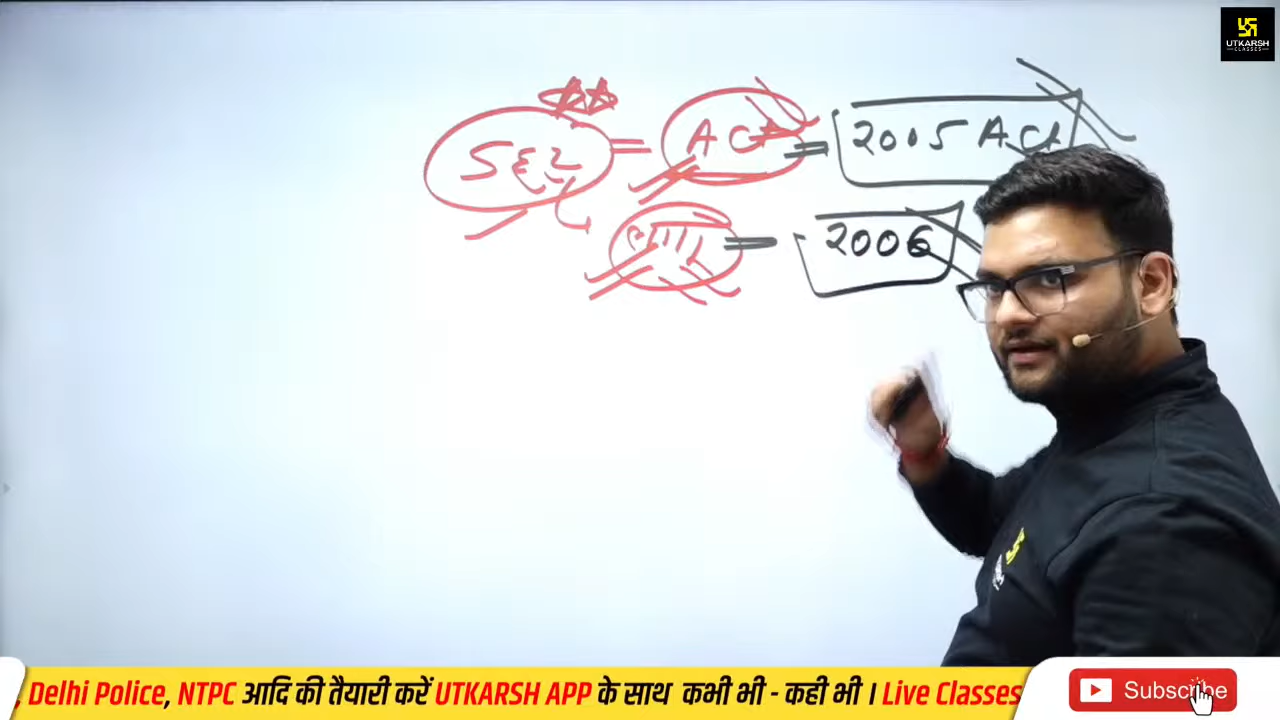 UTKARSH
CLASSES
SEZ = Act = 2005 Act
= 2006
, Delhi Police, NTPC आदि की तैयारी करें UTKARSH APP के साथ कभी भी - कही भी । Live Classes
Subscribe